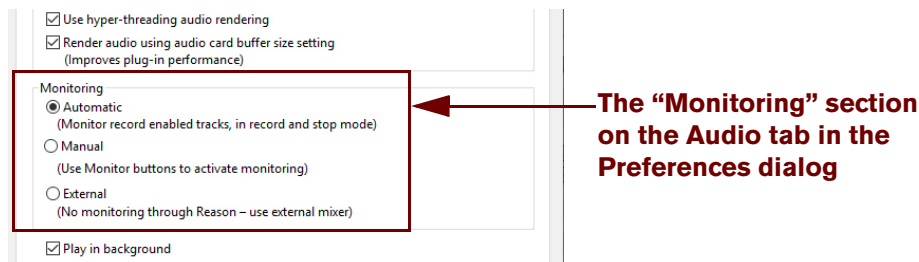 Use hyper-threading audio rendering
Render audio using audio card buffer size setting
(Improves plug-in performance)
Monitoring
Automatic
(Monitor record enabled tracks, in record and stop mode)
Manual
(Use Monitor buttons to activate monitoring)
External
(No monitoring through Reason – use external mixer)
Play in background
The “Monitoring” section
on the Audio tab in the
Preferences dialog